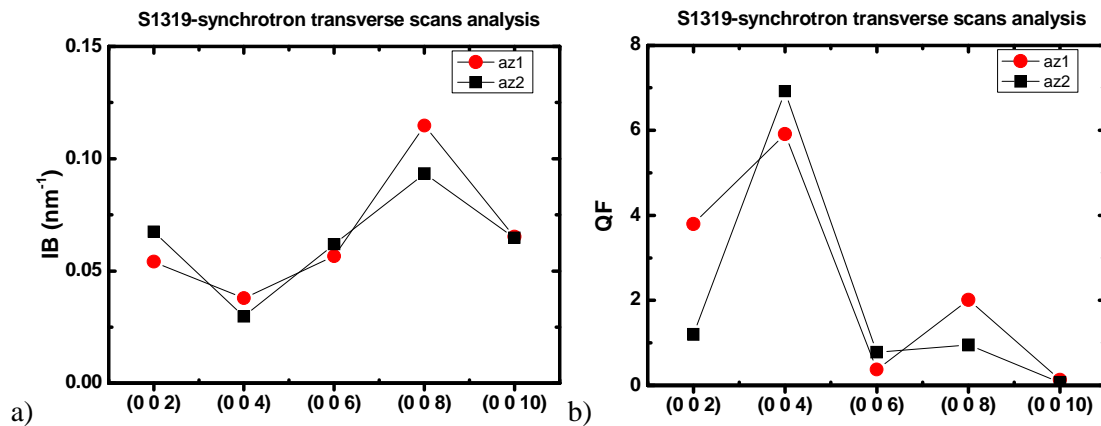 S1319-synchrotron transverse scans analysis
az1
az2
0.15
0.10
0.05
0.00
IB (nm⁻¹)
(0 0 2) (0 0 4) (0 0 6) (0 0 8) (0 0 10)
a)
S1319-synchrotron transverse scans analysis
az1
az2
8
6
4
2
0
QF
(0 0 2) (0 0 4) (0 0 6) (0 0 8) (0 0 10)
b)